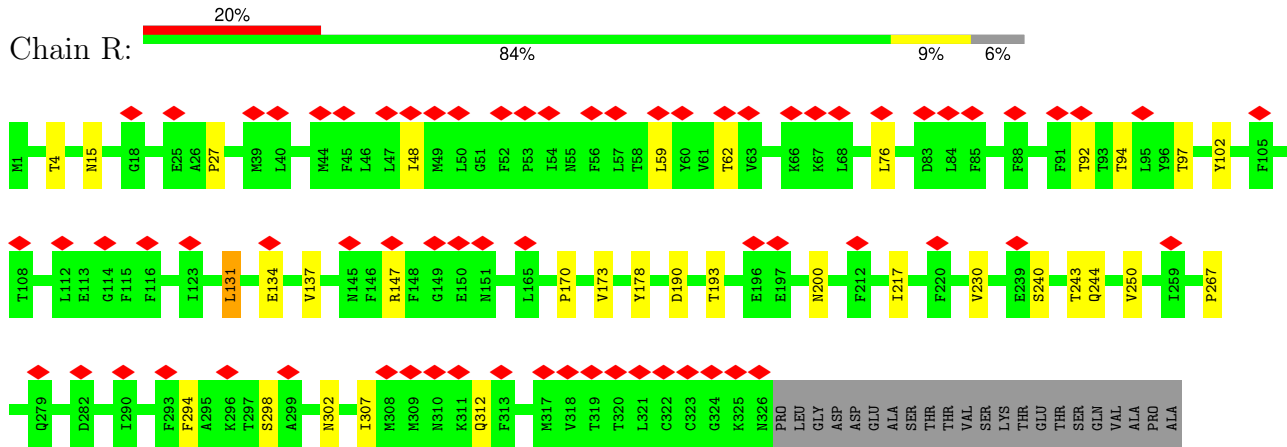 20%
Chain R:
84% 9% 6%
M1 T4 N15 G18 E25 A26 P27 M39 L40 M44 F45 L46 L47 I48 M49 L50 G51 F52 P53 I54 N55 F56 L57 T58 L59 Y60 V61 T62 V63 K66 K67 L68 L76 D83 L84 F85 F88 F91 T92 T93 T94 L95 Y96 T97 Y102 F105
T108 L112 E113 G114 F115 F116 I123 L131 E134 V137 N145 F146 R147 F148 G149 E150 N151 L165 P170 V173 Y178 D190 T193 E196 E197 N200 F212 I217 F220 V230 E239 S240 T243 Q244 V250 I259 P267
Q279 D282 I290 F293 F294 A295 K296 T297 S298 A299 N302 I307 M308 M309 N310 K311 Q312 F313 M317 V318 T319 T320 L321 C322 C323 G324 K325 N326 PRO LEU GLY ASP ASP GLU ALA SER THR THR VAL SER LYS THR GLU THR SER GLN VAL ALA PRO ALA